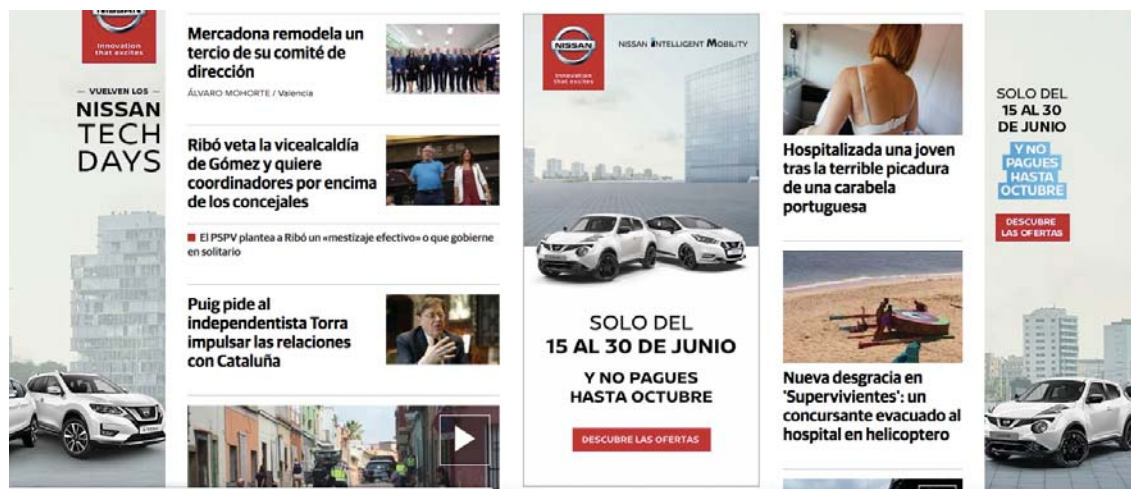 NISSAN
Innovation
that excites
— VUELVEN LOS —
NISSAN
TECH
DAYS
Mercadona remodela un
tercio de su comité de
dirección
ÁLVARO MOHORTE / Valencia
Ribó veta la vicealcaldía
de Gómez y quiere
coordinadores por encima
de los concejales
El PSPV plantea a Ribó un «mestizaje efectivo» o que gobierne
en solitario
Puig pide al
independentista Torra
impulsar las relaciones
con Cataluña
NISSAN
Innovation
that excites
NISSAN INTELLIGENT MOBILITY
SOLO DEL
15 AL 30 DE JUNIO
Y NO PAGUES
HASTA OCTUBRE
DESCUBRE LAS OFERTAS
Hospitalizada una joven
tras la terrible picadura
de una carabela
portuguesa
Nueva desgracia en
'Supervivientes': un
concursante evacuado al
hospital en helicoptero
SOLO DEL
15 AL 30
DE JUNIO
Y NO
PAGUES
HASTA
OCTUBRE
DESCUBRE
LAS OFERTAS